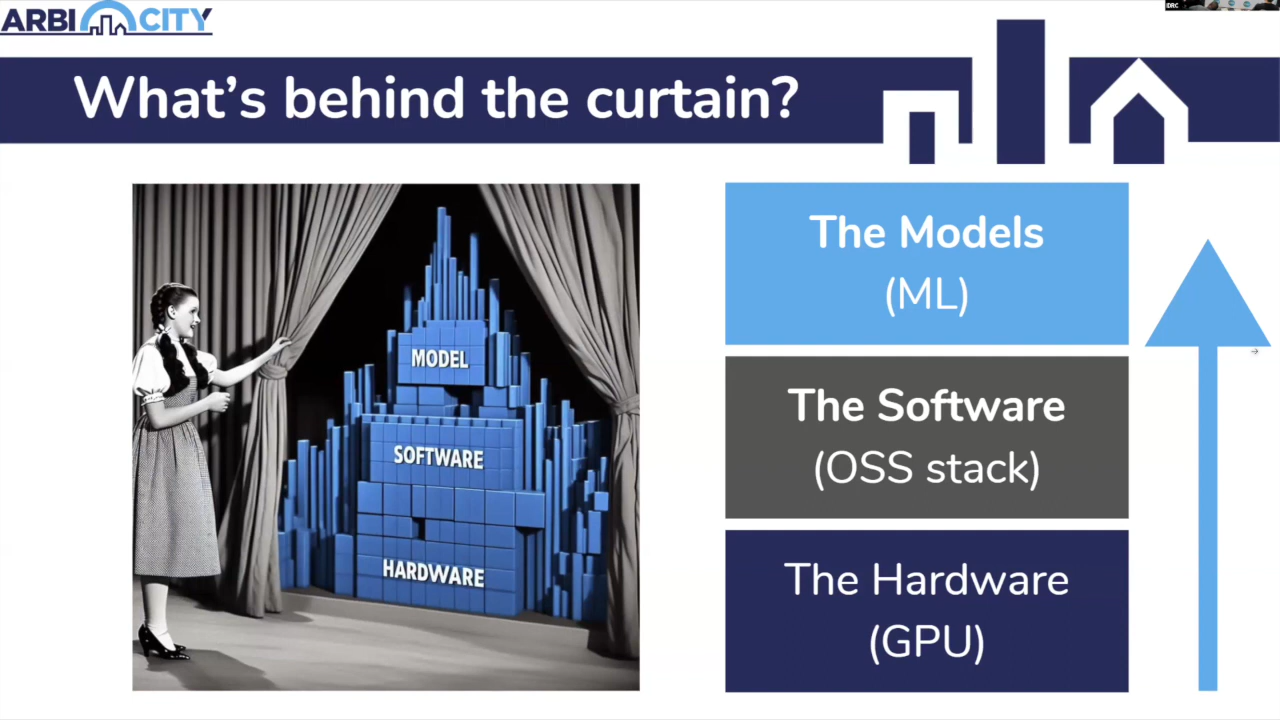 ARBI CITY
IDRC
What's behind the curtain?
MODEL
SOFTWARE
HARDWARE
The Models
(ML)
The Software
(OSS stack)
The Hardware
(GPU)